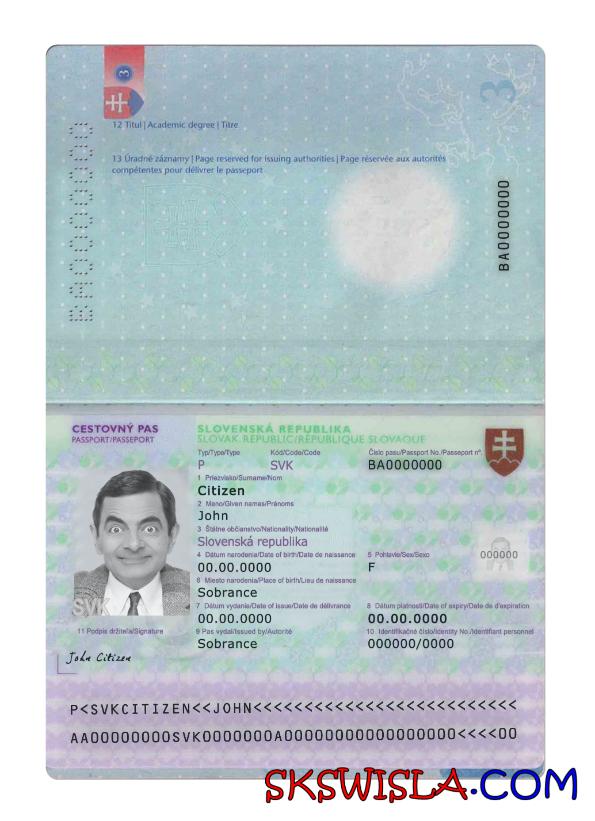 3
3
12 Titul | Academic degree | Titre
13 Úradné záznamy | Page reserved for issuing authorities | Page réservée aux autorités
compétentes pour délivrer le passeport
BA0000000
BA0000000
CESTOVNÝ PAS
PASSPORT/PASSEPORT
SLOVENSKÁ REPUBLIKA
SLOVAK REPUBLIC/RÉPUBLIQUE SLOVAQUE
Typ/Type/Type Kód/Code/Code Číslo pasu/Passport No./Passeport n°.
P SVK BA0000000
1 Priezvisko/Surname/Nom
Citizen
2 Meno/Given names/Prénoms
John
3 Štátne občianstvo/Nationality/Nationalité
Slovenská republika
4 Dátum narodenia/Date of birth/Date de naissance 5 Pohlavie/Sex/Sexo
00.00.0000 F
000000
6 Miesto narodenia/Place of birth/Lieu de naissance
Sobrance
7 Dátum vydania/Date of issue/Date de délivrance 8 Dátum platnosti/Date of expiry/Date de d'expiration
00.00.0000 00.00.0000
9 Pas vydal/Issued by/Autorité 10 Identifikačné číslo/Identity No./Identifiant personnel
Sobrance 000000/0000
SVK
11 Podpis držiteľa/Signature
John Citizen
P<SVKCITIZEN<<JOHN<<<<<<<<<<<<<<<<<<<<<<<<<<
AA00000000SVK0000000A00000000000000000<<<<00
SKSWISLA.COM